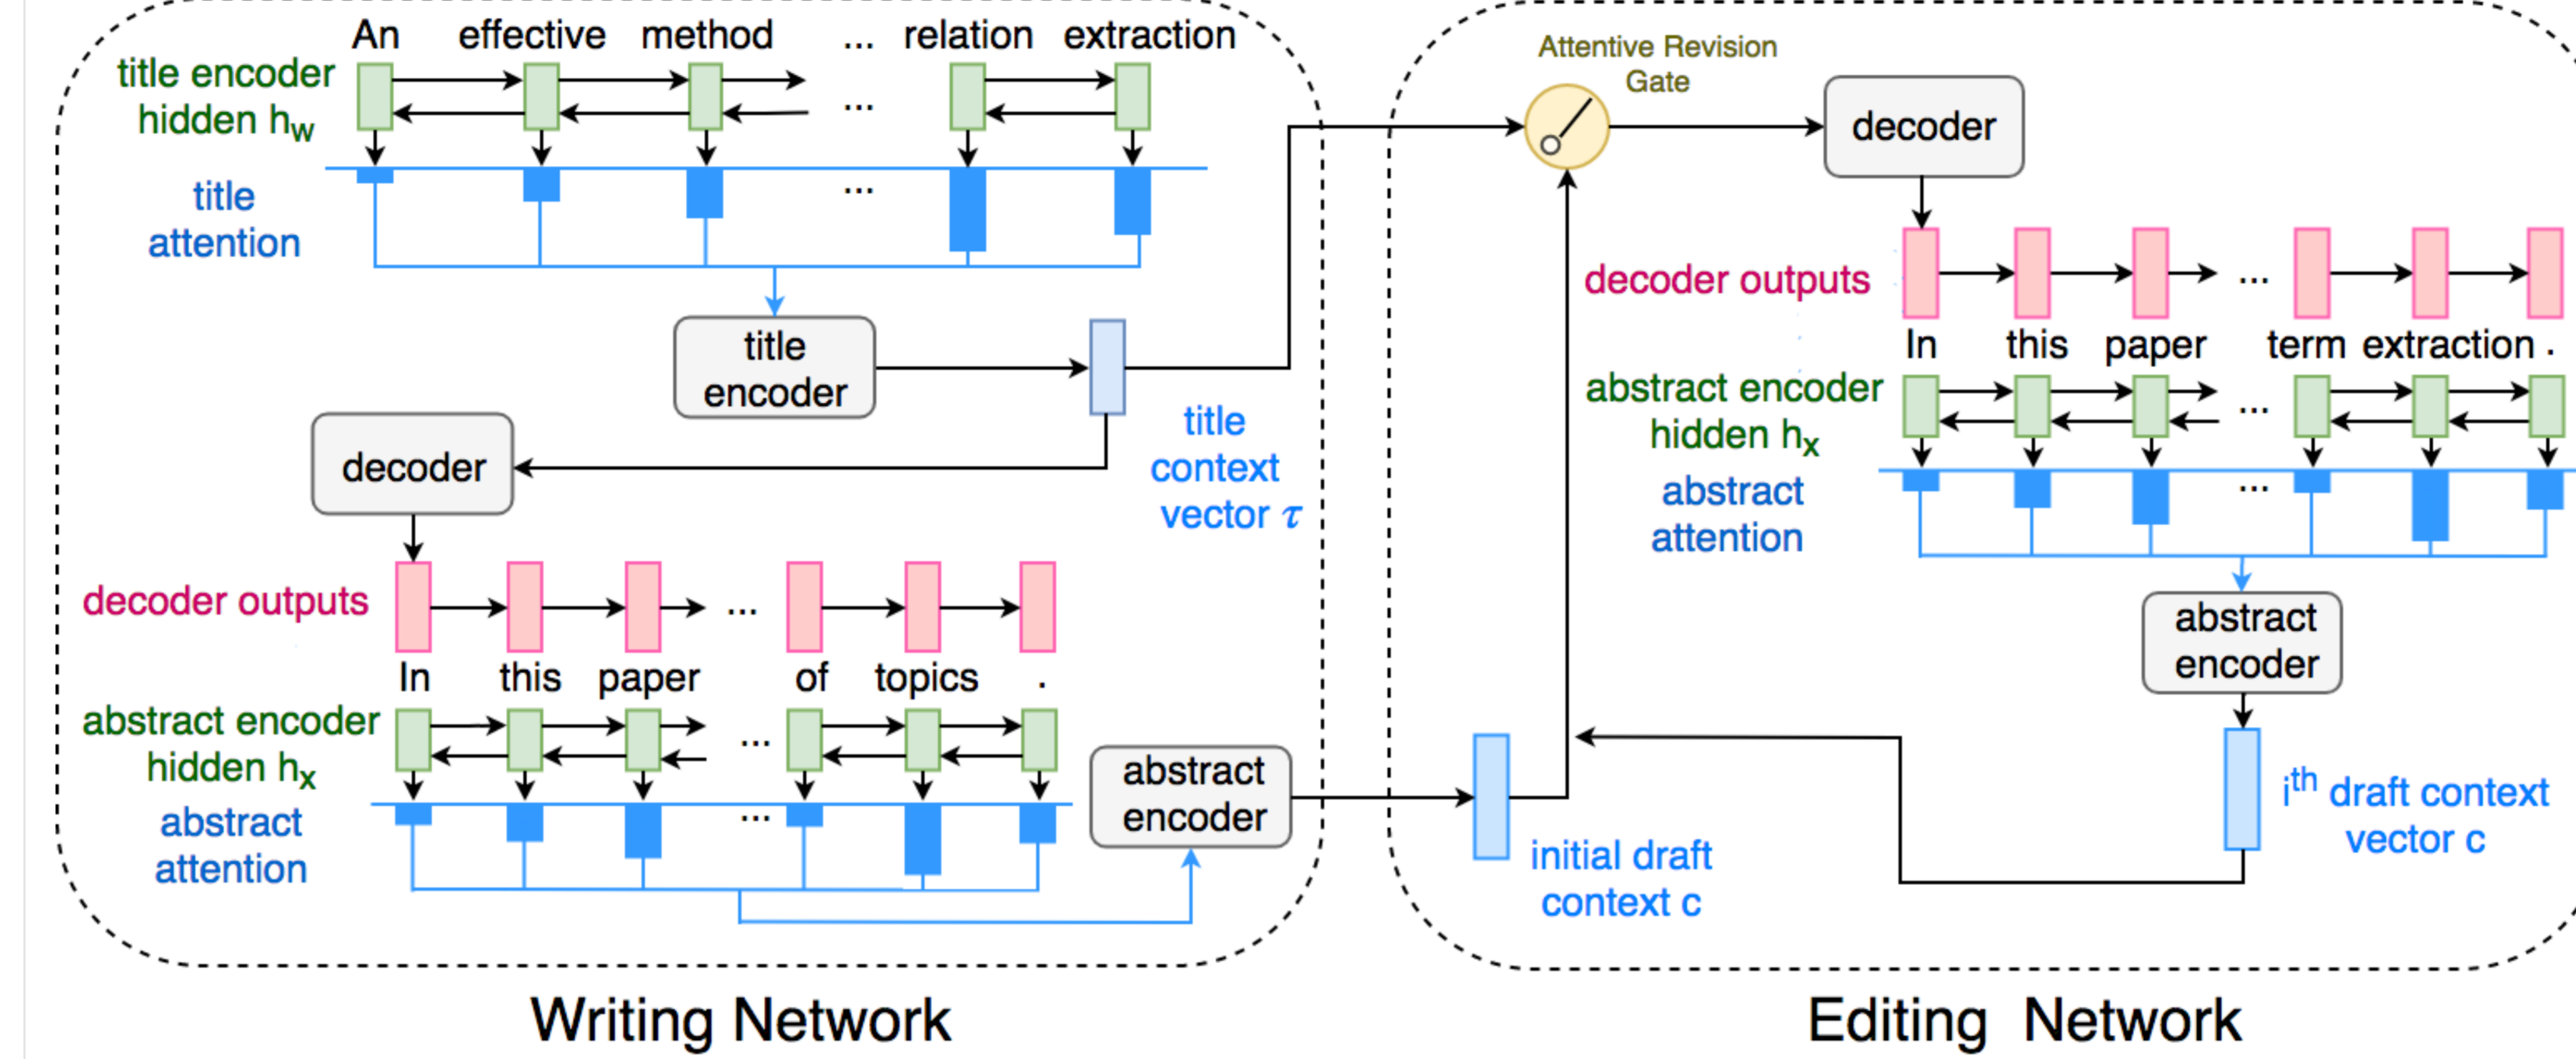 An effective method ... relation extraction
title encoder
hidden hw
...
title
attention
...
title
encoder
title
context
vector τ
decoder
decoder outputs
...
In this paper of topics .
abstract encoder
hidden hx
...
abstract
attention
...
abstract
encoder
Writing Network
Attentive Revision
Gate
decoder
decoder outputs
...
In this paper term extraction .
abstract encoder
hidden hx
...
abstract
attention
...
abstract
encoder
ith draft context
vector c
initial draft
context c
Editing Network